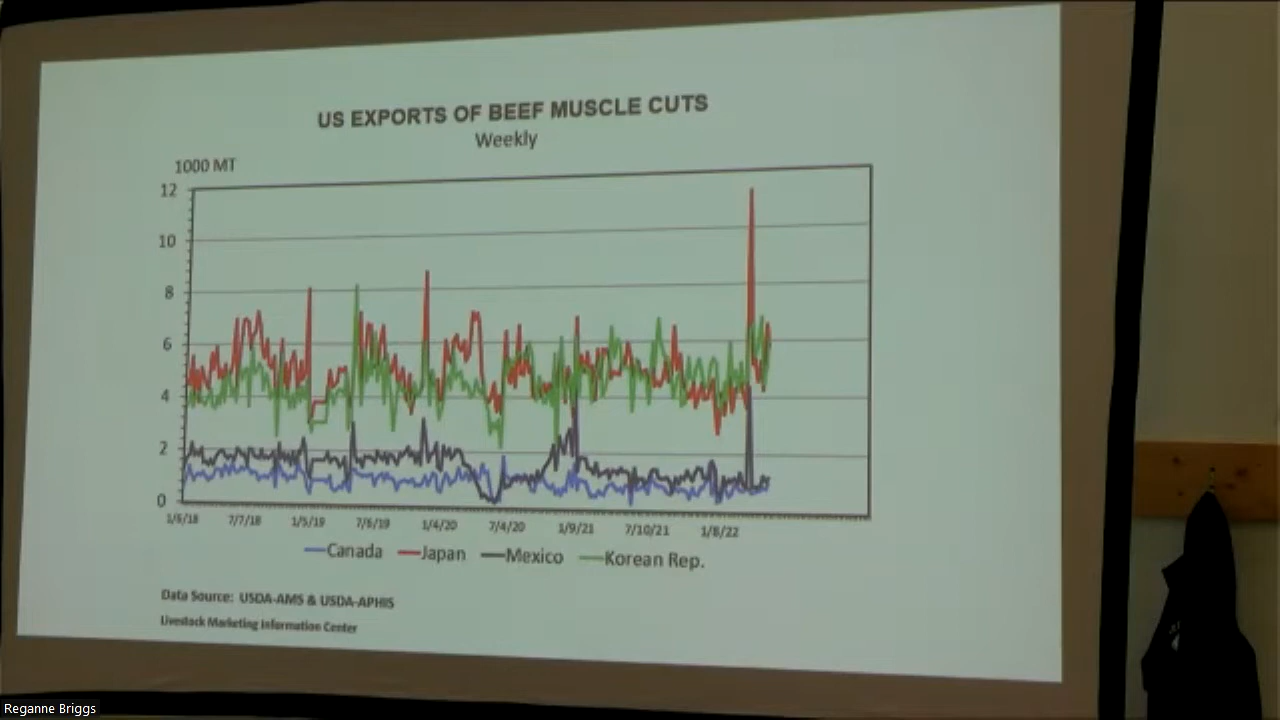 US EXPORTS OF BEEF MUSCLE CUTS
Weekly
1000 MT
12
10
8
6
4
2
0
1/6/18 7/7/18 1/5/19 7/6/19 1/4/20 7/4/20 1/9/21 7/10/21 1/8/22
Canada Japan Mexico Korean Rep.
Data Source: USDA-AMS & USDA-APHIS
Livestock Marketing Information Center
Reganne Briggs